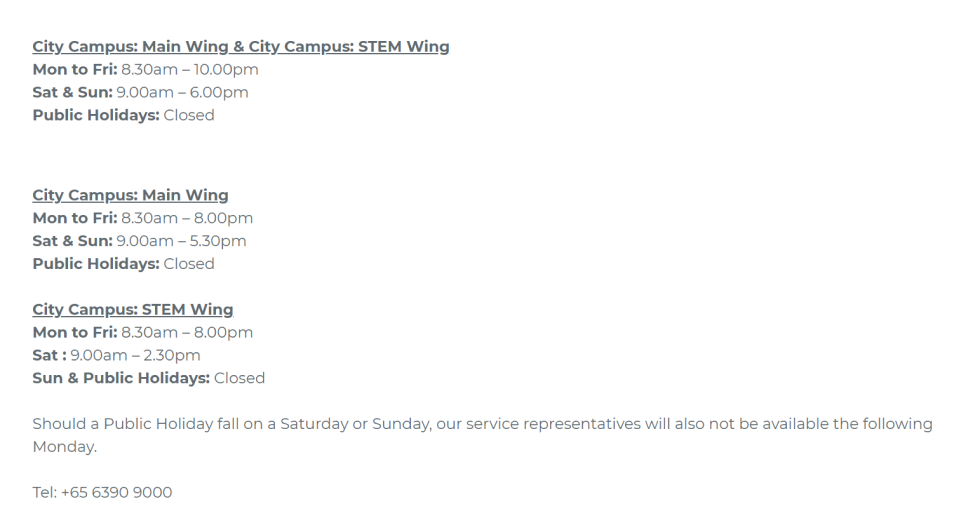 City Campus: Main Wing & City Campus: STEM Wing
Mon to Fri: 8.30am – 10.00pm
Sat & Sun: 9.00am – 6.00pm
Public Holidays: Closed
City Campus: Main Wing
Mon to Fri: 8.30am – 8.00pm
Sat & Sun: 9.00am – 5.30pm
Public Holidays: Closed
City Campus: STEM Wing
Mon to Fri: 8.30am – 8.00pm
Sat : 9.00am – 2.30pm
Sun & Public Holidays: Closed
Should a Public Holiday fall on a Saturday or Sunday, our service representatives will also not be available the following
Monday.
Tel: +65 6390 9000